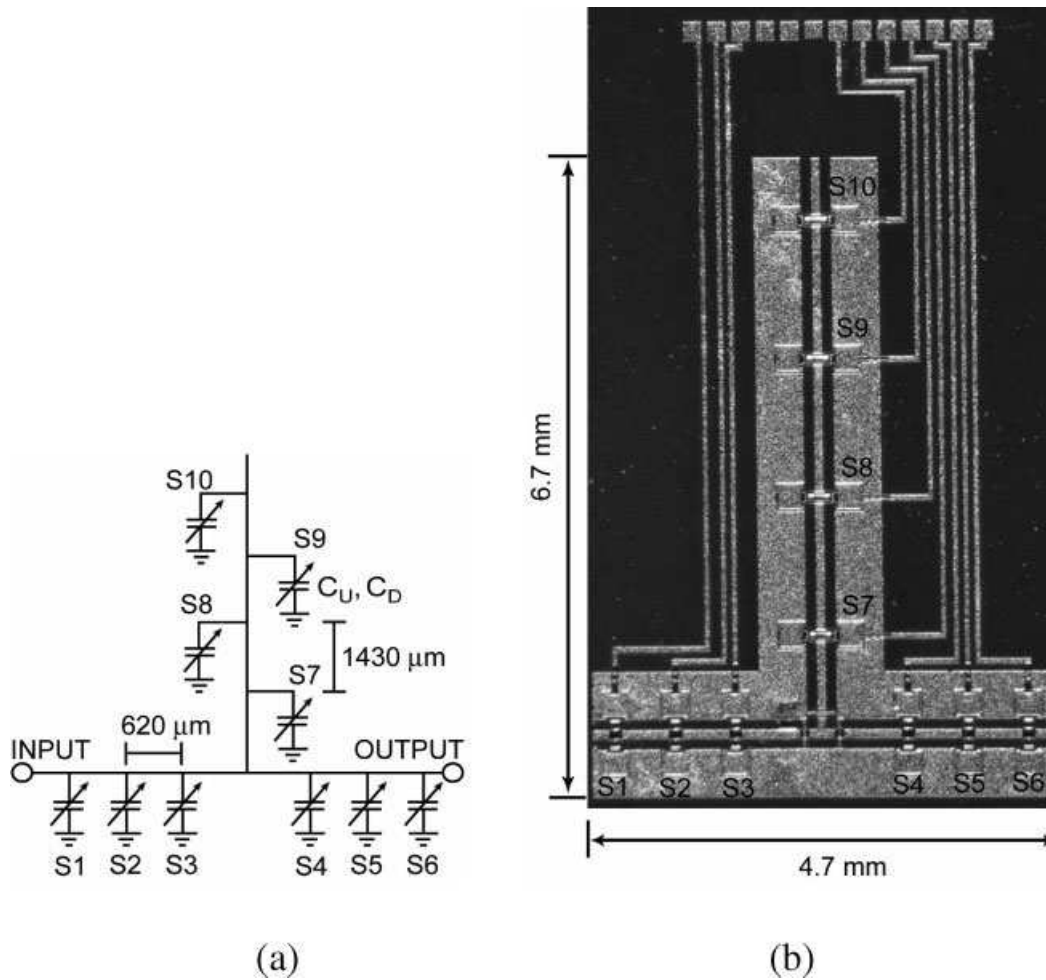 S10
S9
C_U, C_D
S8
1430 μm
S7
620 μm
INPUT
OUTPUT
S1 S2 S3 S4 S5 S6
(a)
S10
S9
S8
S7
6.7 mm
S1 S2 S3 S4 S5 S6
4.7 mm
(b)